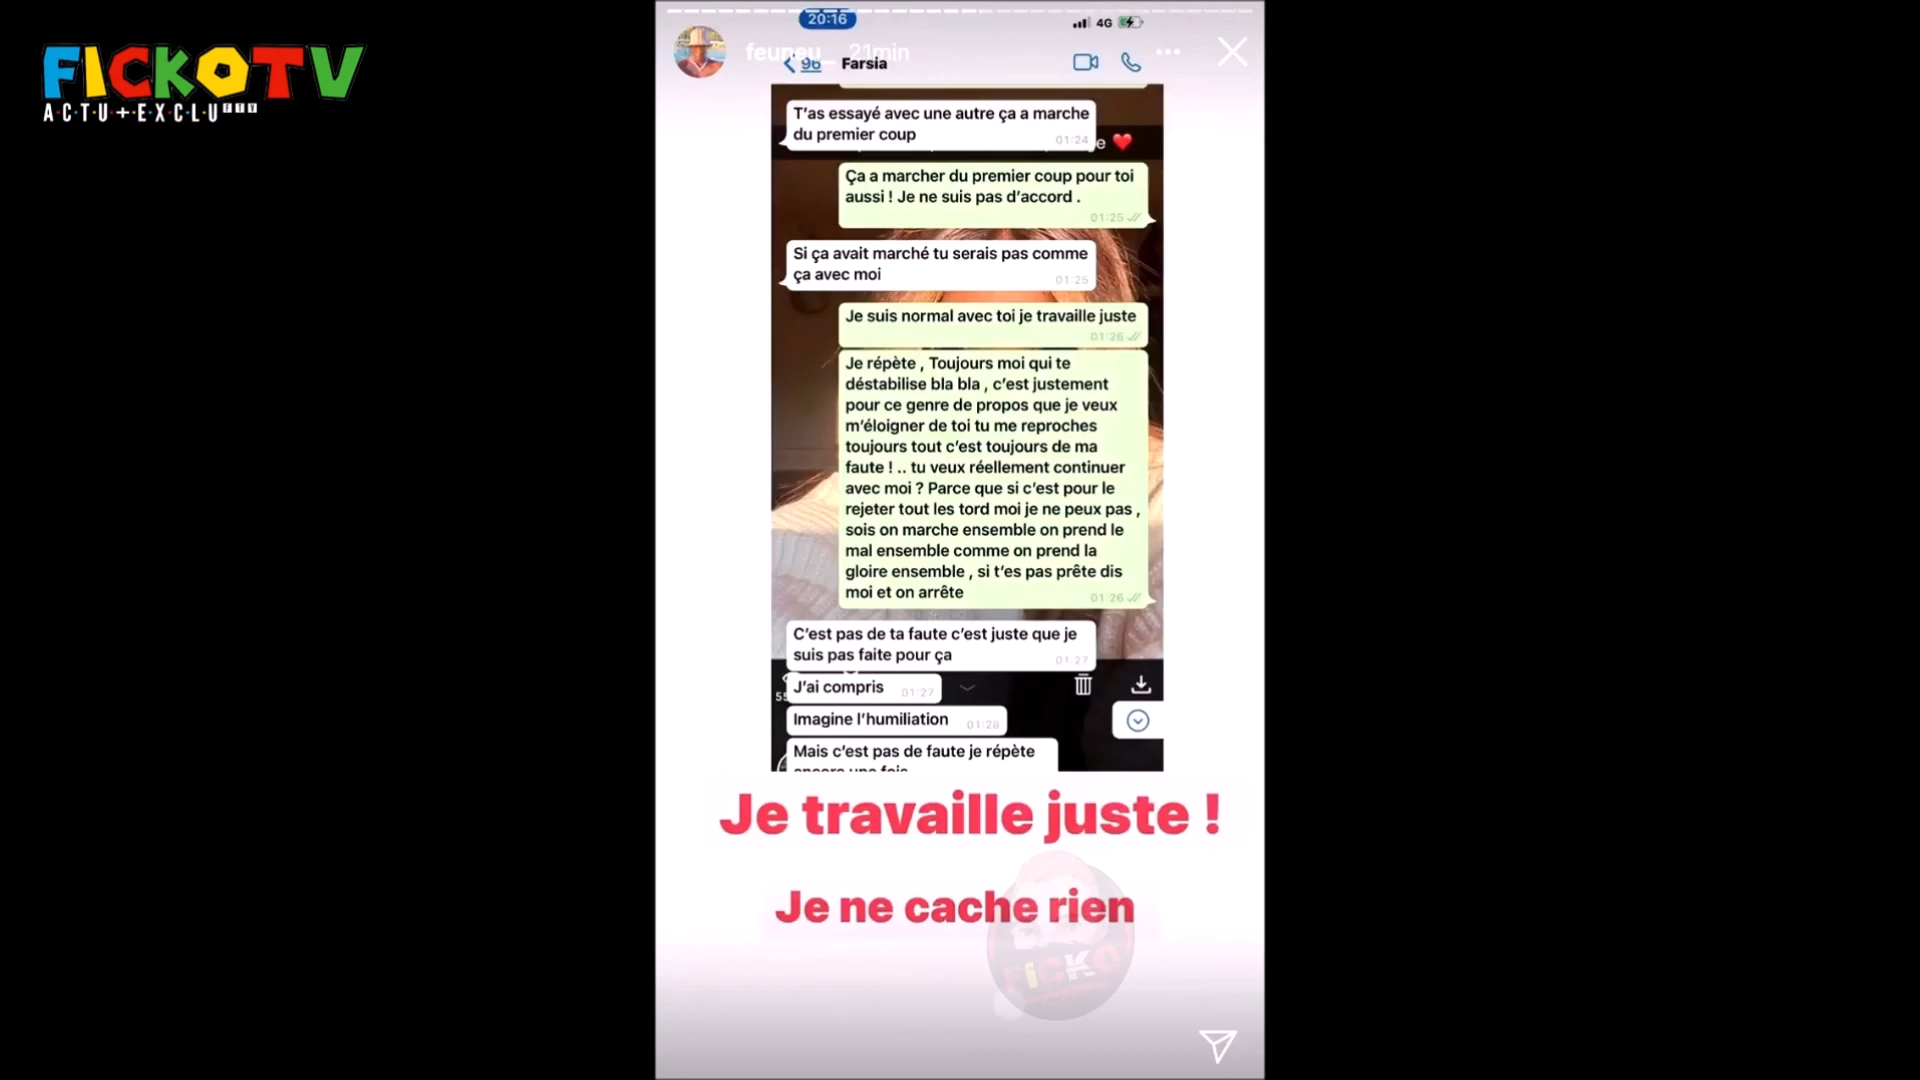 FICKOTV
ACTU+EXCLU FTV
20:16
4G
feuneu_ 21min
96
Farsia
T’as essayé avec une autre ça a marche
du premier coup
01:24
e ❤️
Ça a marcher du premier coup pour toi
aussi ! Je ne suis pas d’accord .
01:25
Si ça avait marché tu serais pas comme
ça avec moi
01:25
Je suis normal avec toi je travaille juste
01:26
Je répète , Toujours moi qui te
déstabilise bla bla , c’est justement
pour ce genre de propos que je veux
m’éloigner de toi tu me reproches
toujours tout c’est toujours de ma
faute ! .. tu veux réellement continuer
avec moi ? Parce que si c’est pour le
rejeter tout les tord moi je ne peux pas ,
sois on marche ensemble on prend le
mal ensemble comme on prend la
gloire ensemble , si t’es pas prête dis
moi et on arrête
01:26
C’est pas de ta faute c’est juste que je
suis pas faite pour ça
01:27
J’ai compris
01:27
Imagine l’humiliation
01:28
Mais c’est pas de faute je répète
encore une fois
Je travaille juste !
Je ne cache rien
FICKO